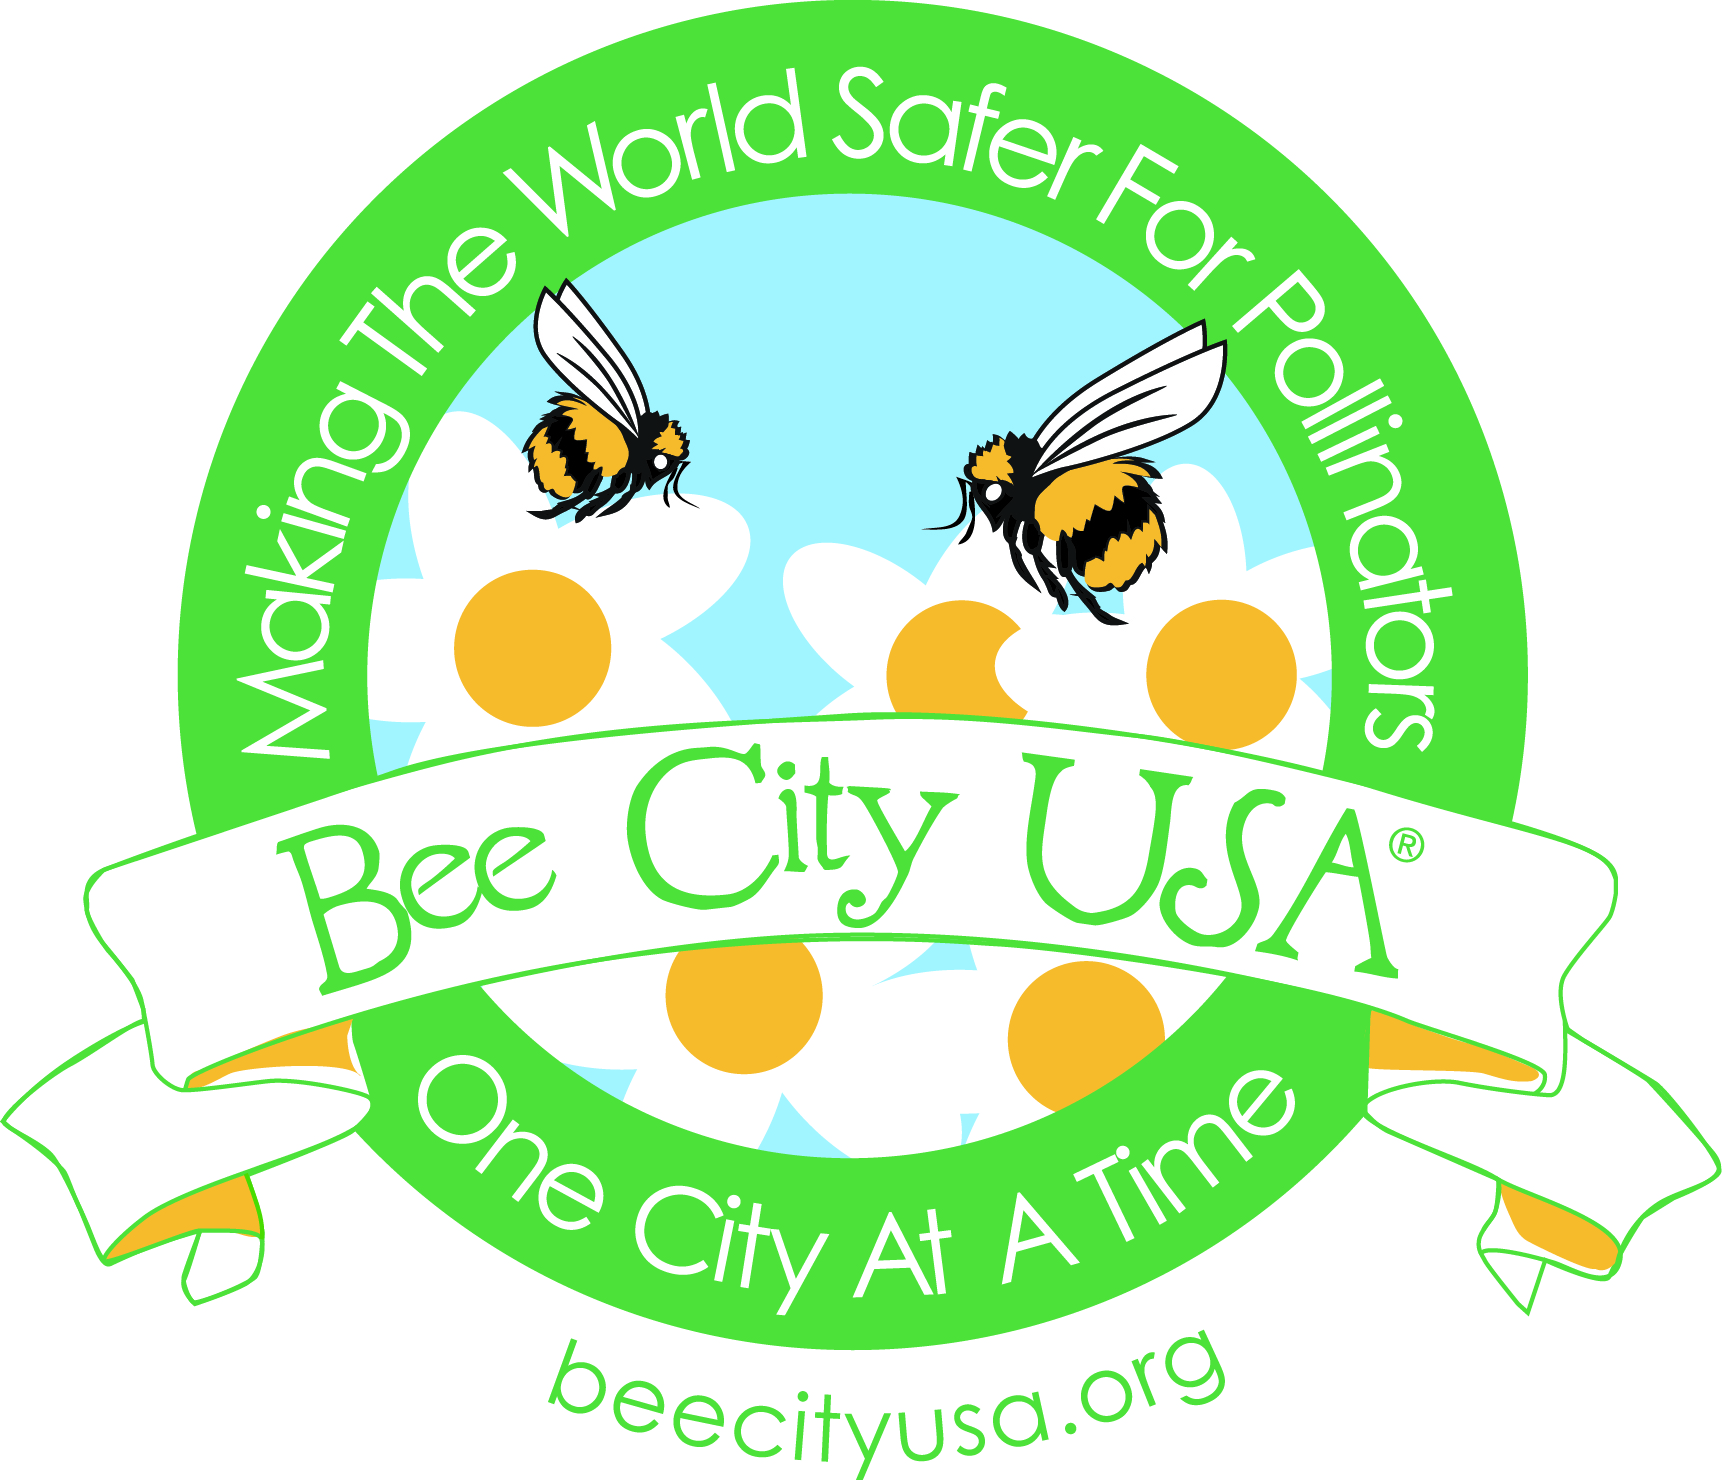 Making The World Safer For Pollinators
Bee City USA®
One City At A Time
beecityusa.org